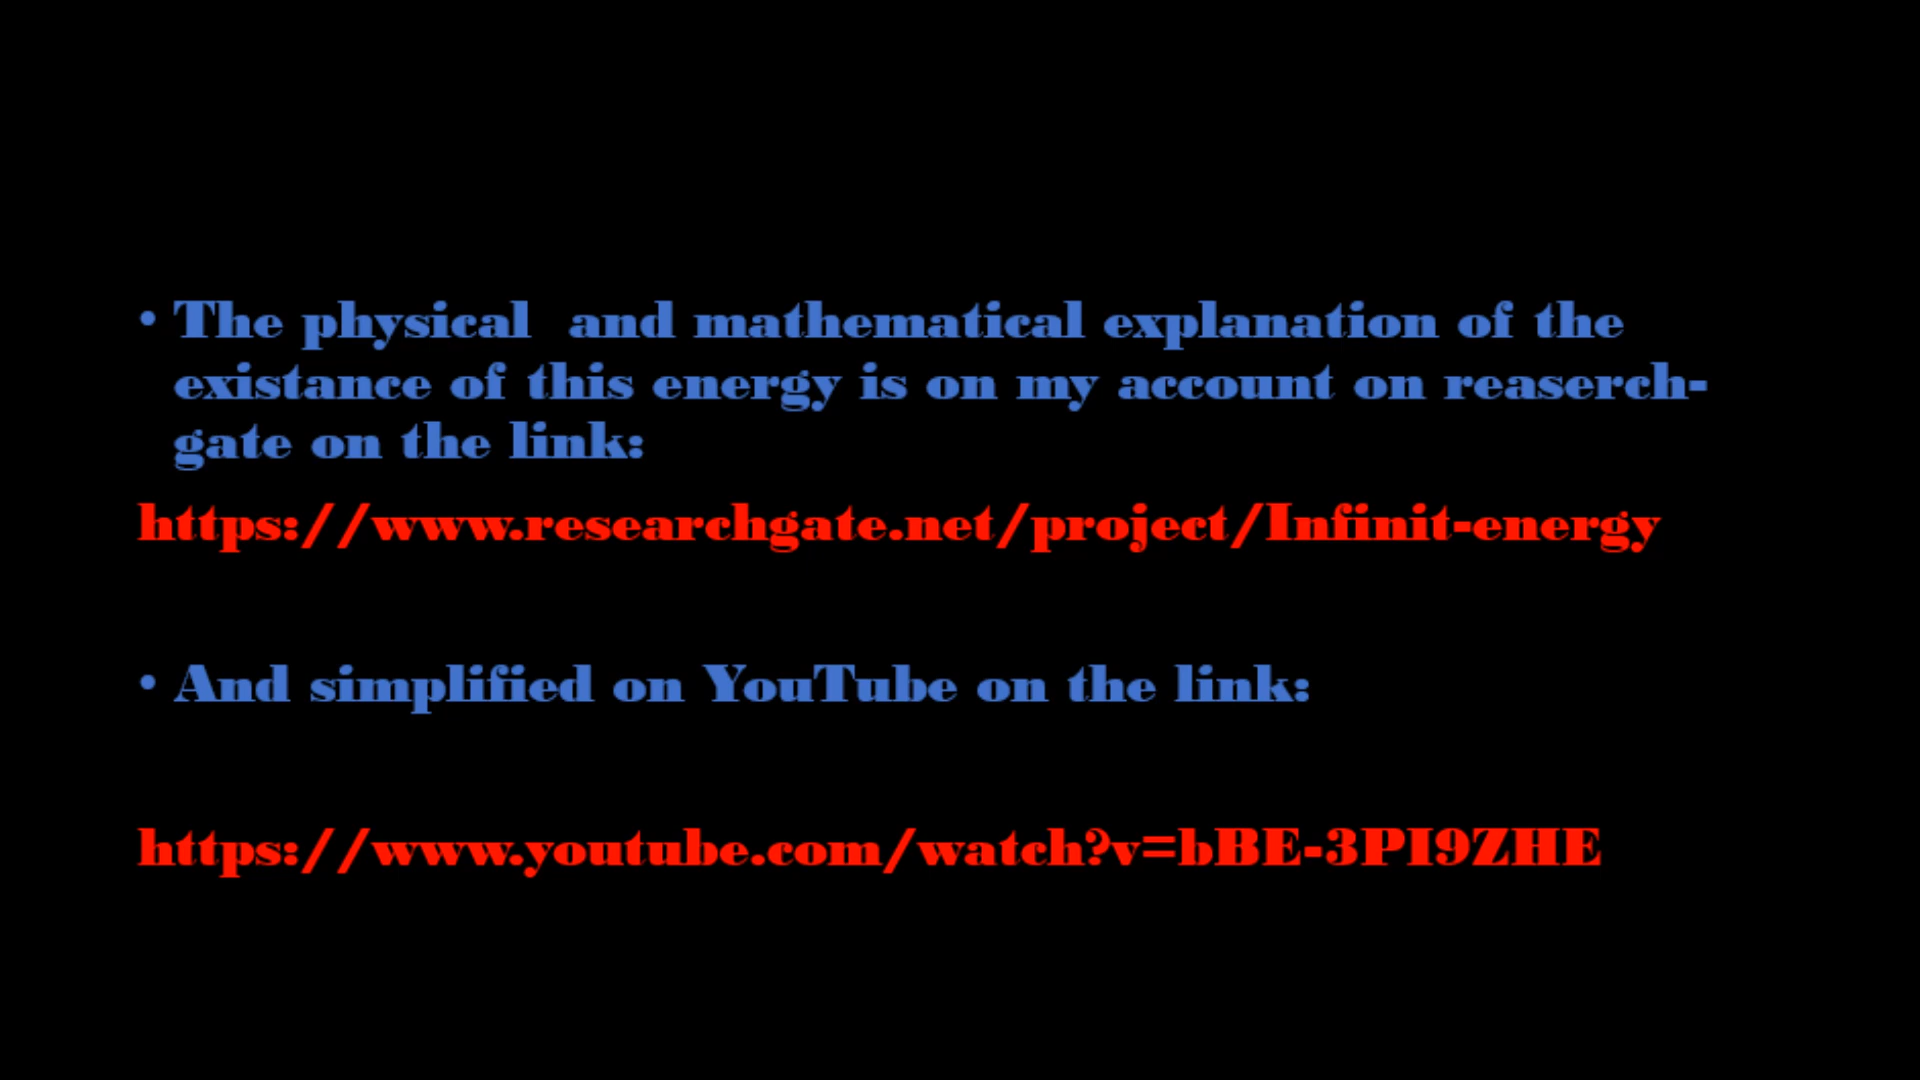 • The physical  and mathematical explanation of the
existance of this energy is on my account on reaserch-
gate on the link:
https://www.researchgate.net/project/Infinit-energy
• And simplified on YouTube on the link:
https://www.youtube.com/watch?v=bBE-3PI9ZHE